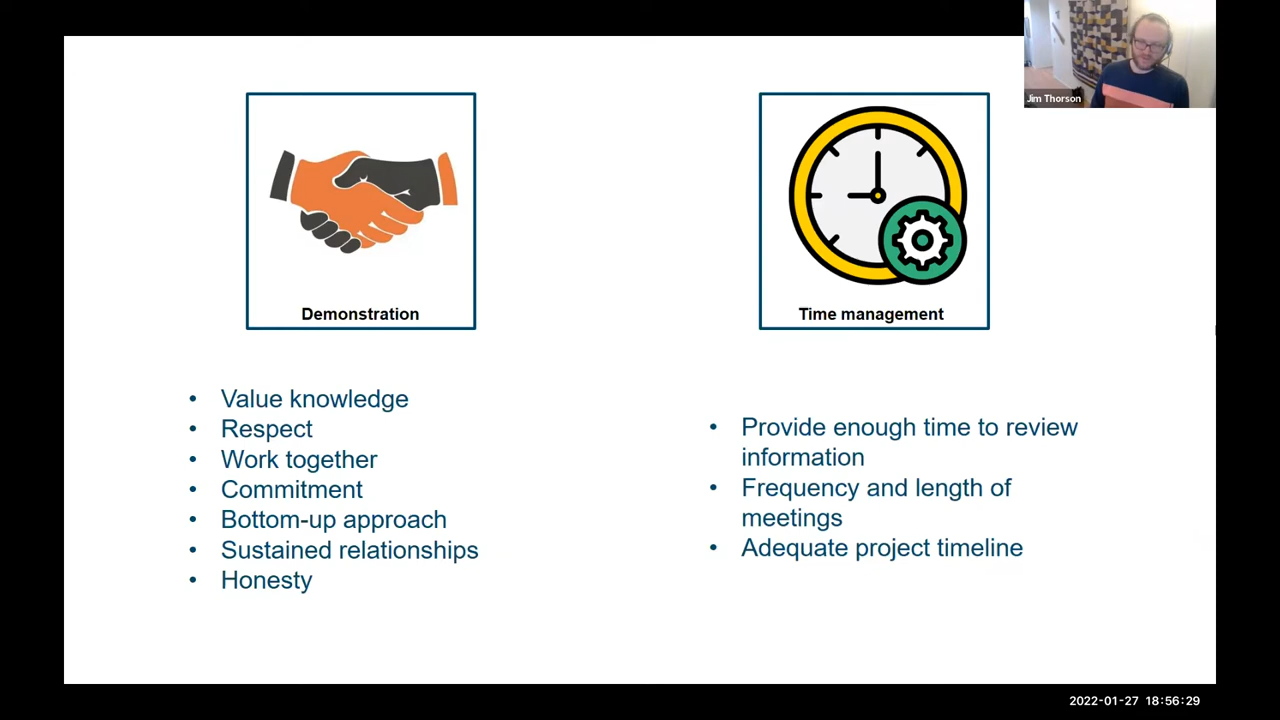 Jim Thorson
Demonstration
Time management
• Value knowledge
• Respect
• Work together
• Commitment
• Bottom-up approach
• Sustained relationships
• Honesty
• Provide enough time to review
information
• Frequency and length of
meetings
• Adequate project timeline
2022-01-27 18:56:29